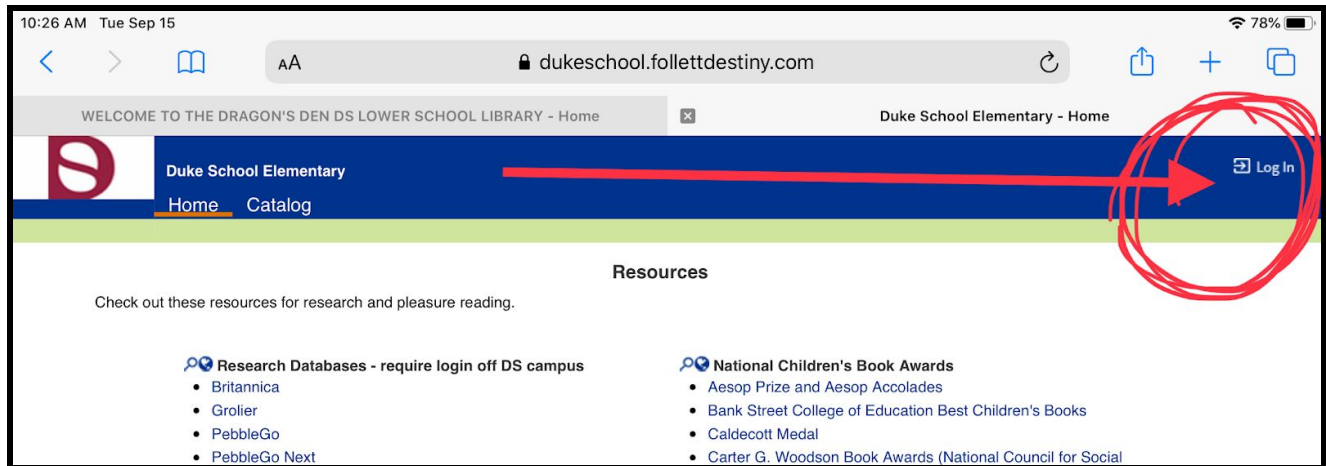 10:26 AM Tue Sep 15 78%
AA dukeschool.follettdestiny.com
WELCOME TO THE DRAGON'S DEN DS LOWER SCHOOL LIBRARY - Home Duke School Elementary - Home
Duke School Elementary Log In
Home Catalog
Resources
Check out these resources for research and pleasure reading.
Research Databases - require login off DS campus
• Britannica
• Grolier
• PebbleGo
• PebbleGo Next
National Children's Book Awards
• Aesop Prize and Aesop Accolades
• Bank Street College of Education Best Children's Books
• Caldecott Medal
• Carter G. Woodson Book Awards (National Council for Social